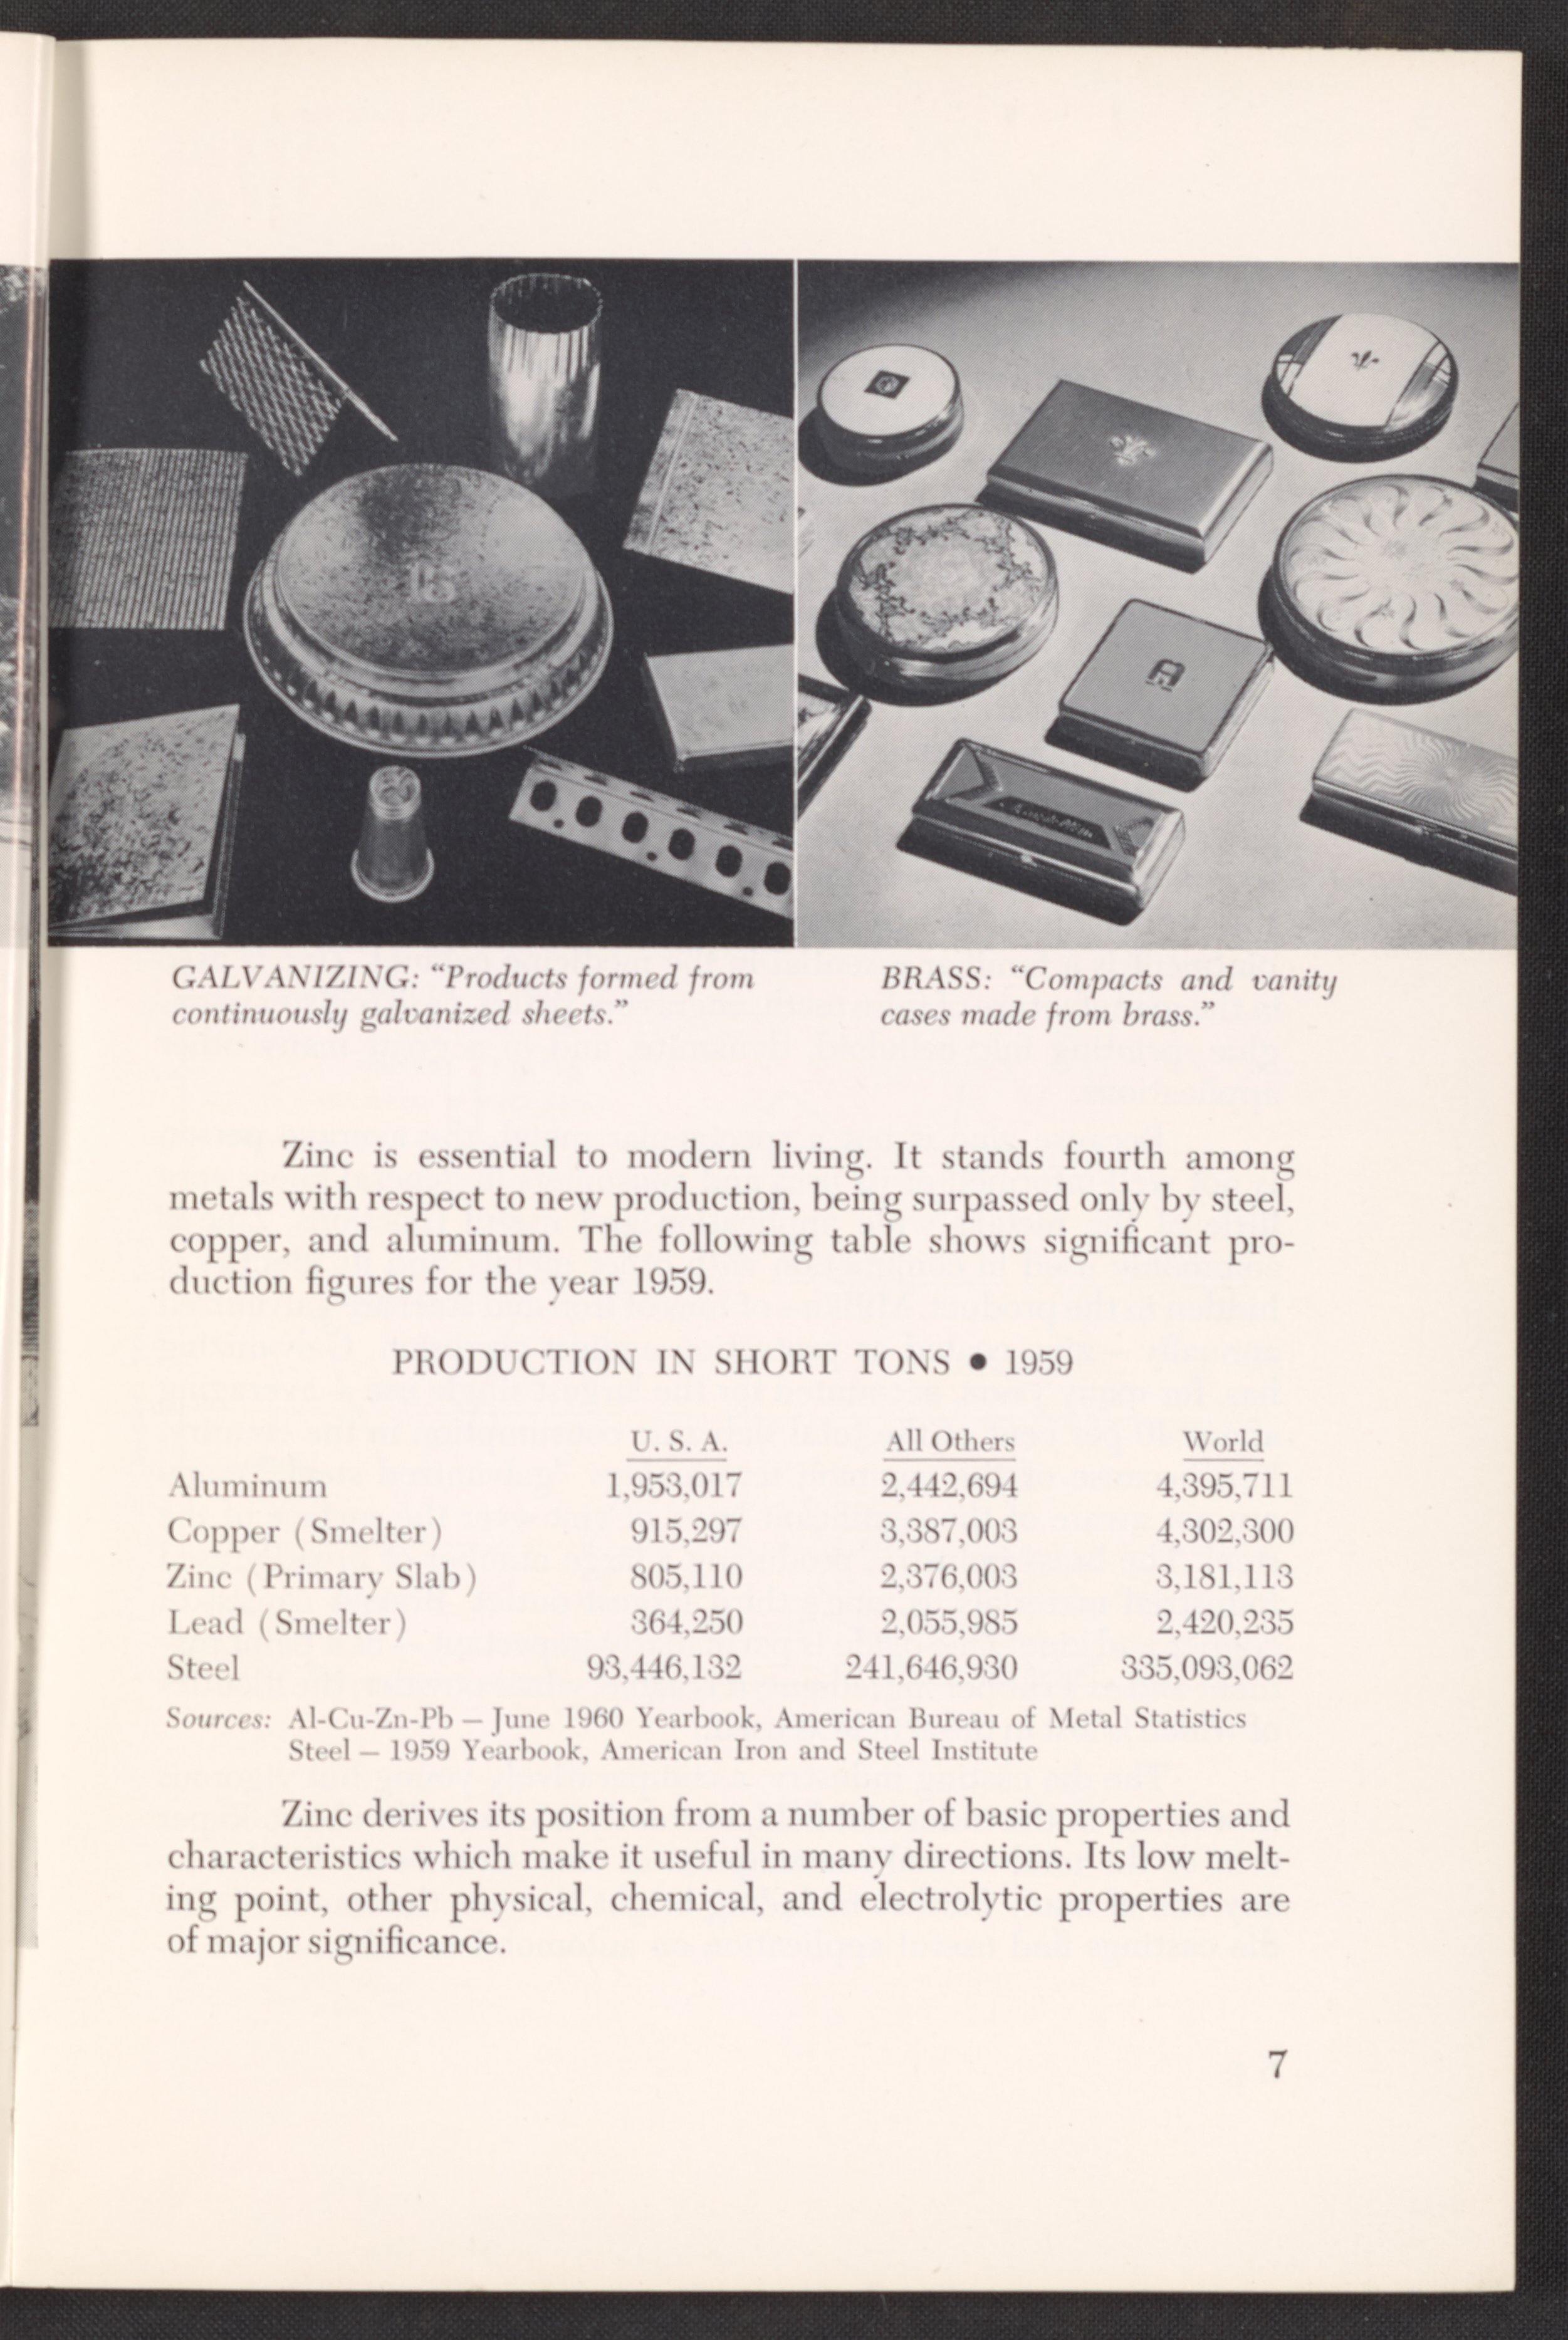 GALVANIZING: “Products formed from
continuously galvanized sheets.”
BRASS: “Compacts and vanity
cases made from brass.”
Zinc is essential to modern living. It stands fourth among
metals with respect to new production, being surpassed only by steel,
copper, and aluminum. The following table shows significant pro-
duction figures for the year 1959.
PRODUCTION IN SHORT TONS ● 1959
U. S. A. All Others World
Aluminum 1,953,017 2,442,694 4,395,711
Copper (Smelter) 915,297 3,387,003 4,302,300
Zinc (Primary Slab) 805,110 2,376,003 3,181,113
Lead (Smelter) 364,250 2,055,985 2,420,235
Steel 93,446,132 241,646,930 335,093,062
Sources: Al-Cu-Zn-Pb — June 1960 Yearbook, American Bureau of Metal Statistics
Steel — 1959 Yearbook, American Iron and Steel Institute
Zinc derives its position from a number of basic properties and
characteristics which make it useful in many directions. Its low melt-
ing point, other physical, chemical, and electrolytic properties are
of major significance.
7